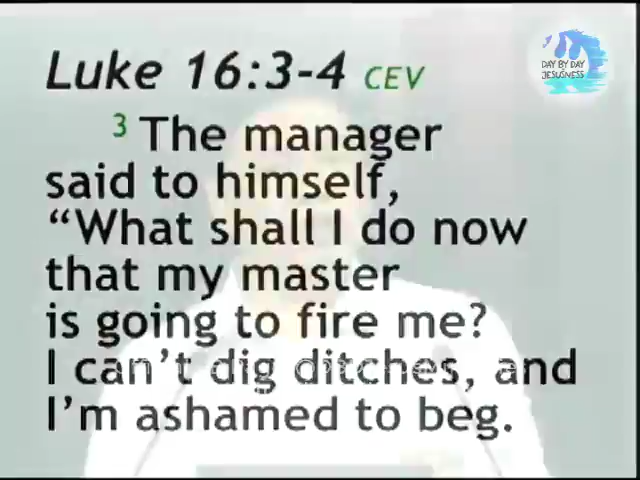 Luke 16:3-4 CEV
DAY BY DAY
JESUSNESS
3 The manager
said to himself,
“What shall I do now
that my master
is going to fire me?
I can’t dig ditches, and
I’m ashamed to beg.